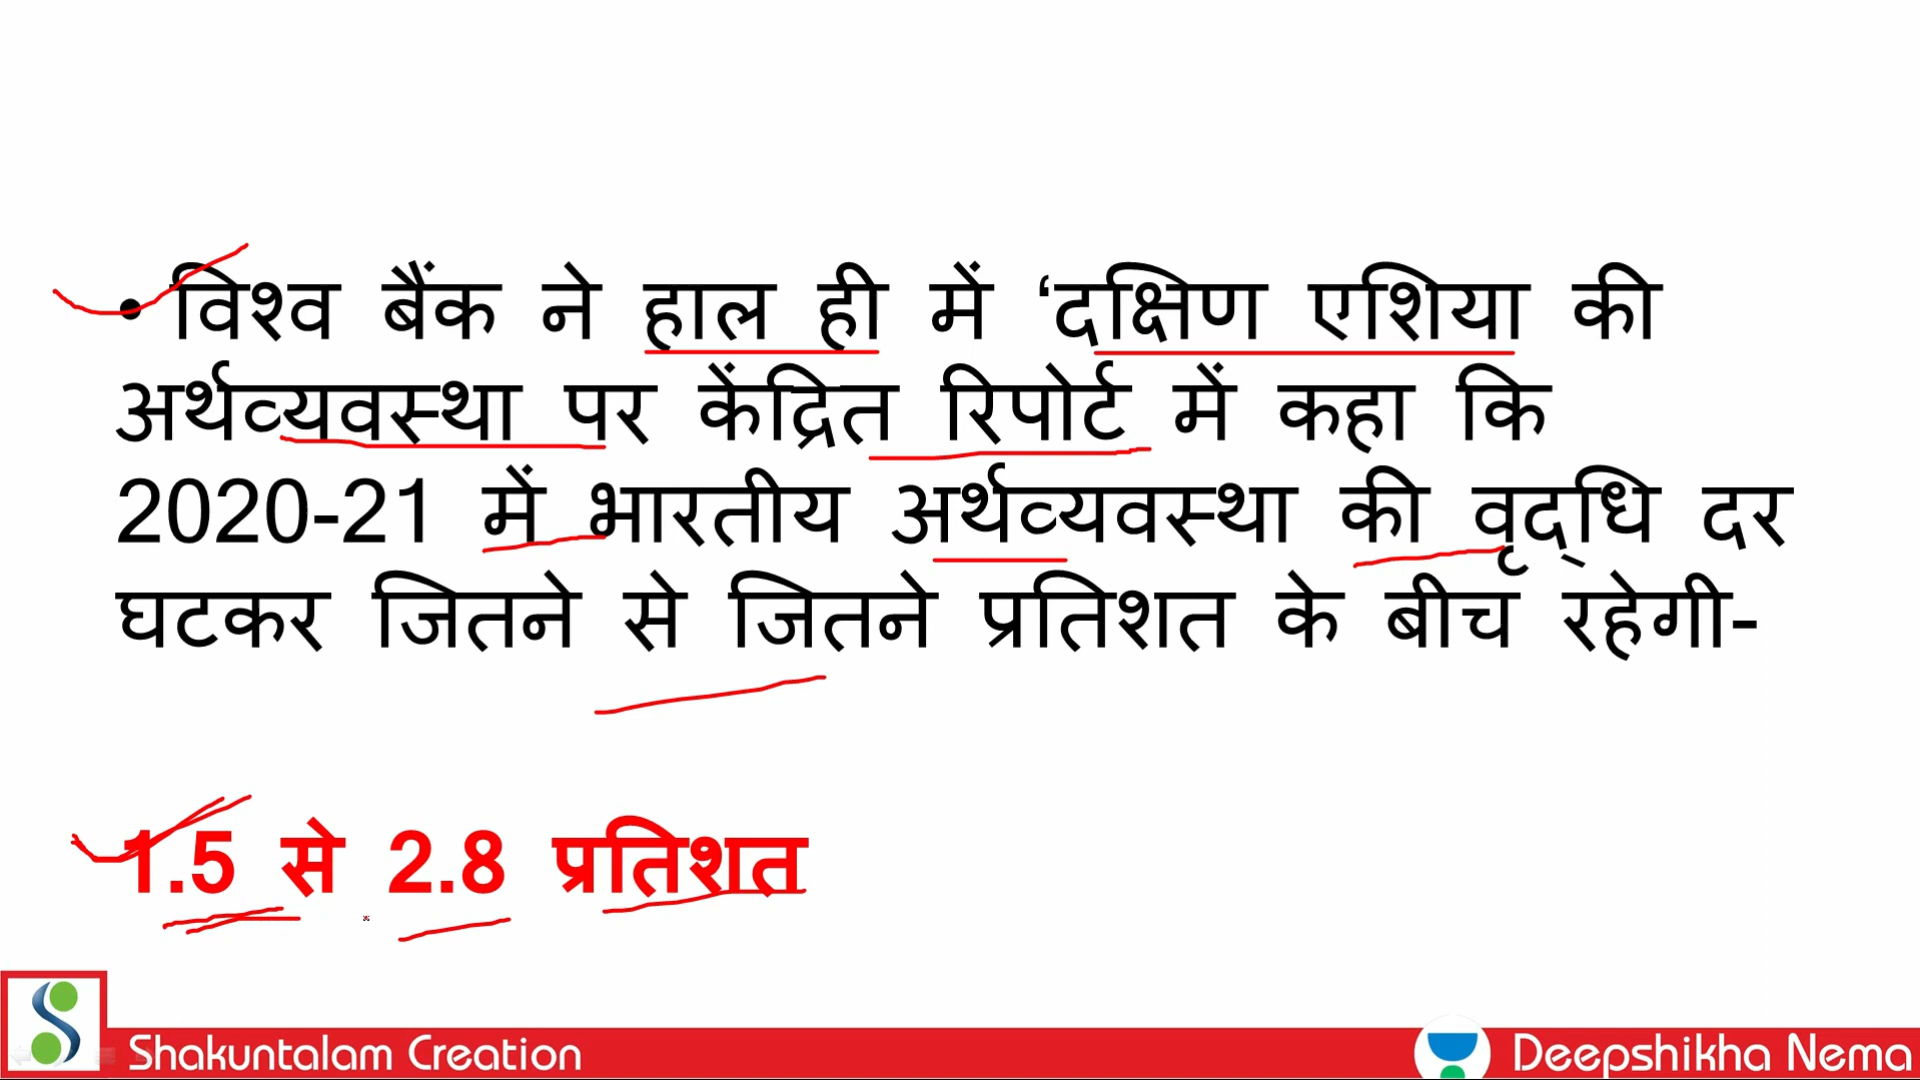 • विश्व बैंक ने हाल ही में ‘दक्षिण एशिया की
अर्थव्यवस्था पर केंद्रित रिपोर्ट में कहा कि
2020-21 में भारतीय अर्थव्यवस्था की वृद्धि दर
घटकर जितने से जितने प्रतिशत के बीच रहेगी-
1.5 से 2.8 प्रतिशत
Shakuntalam Creation
Deepshikha Nema